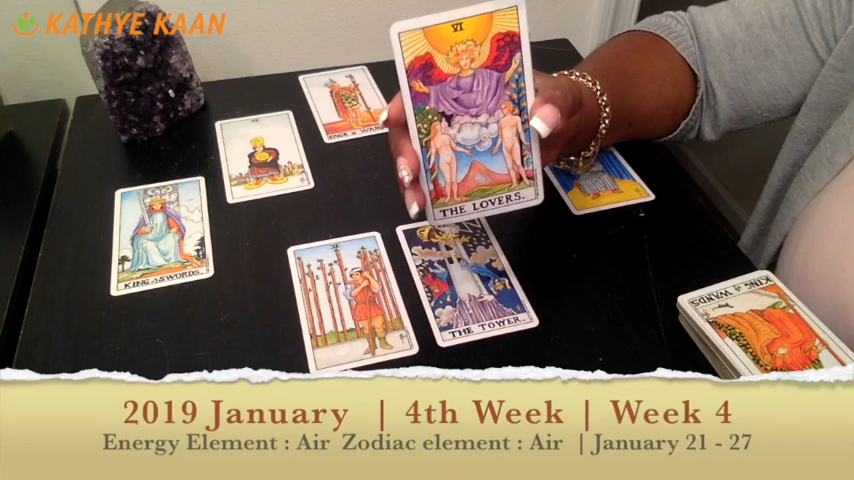 KATHYE KAAN
VI
THE LOVERS.
PAGE of WANDS
KING of SWORDS.
THE TOWER.
KING of WANDS
2019 January | 4th Week | Week 4
Energy Element : Air Zodiac element : Air | January 21 - 27